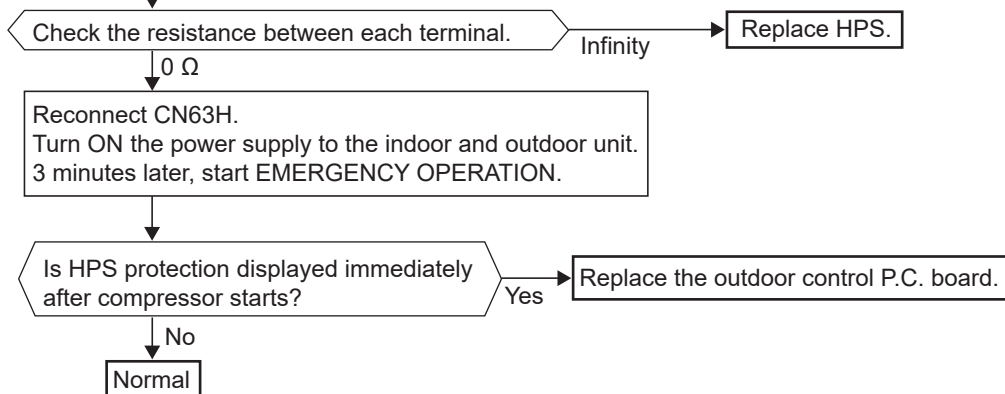 Check the resistance between each terminal.
Infinity
Replace HPS.
0 Ω
Reconnect CN63H.
Turn ON the power supply to the indoor and outdoor unit.
3 minutes later, start EMERGENCY OPERATION.
Is HPS protection displayed immediately
after compressor starts?
Yes
Replace the outdoor control P.C. board.
No
Normal